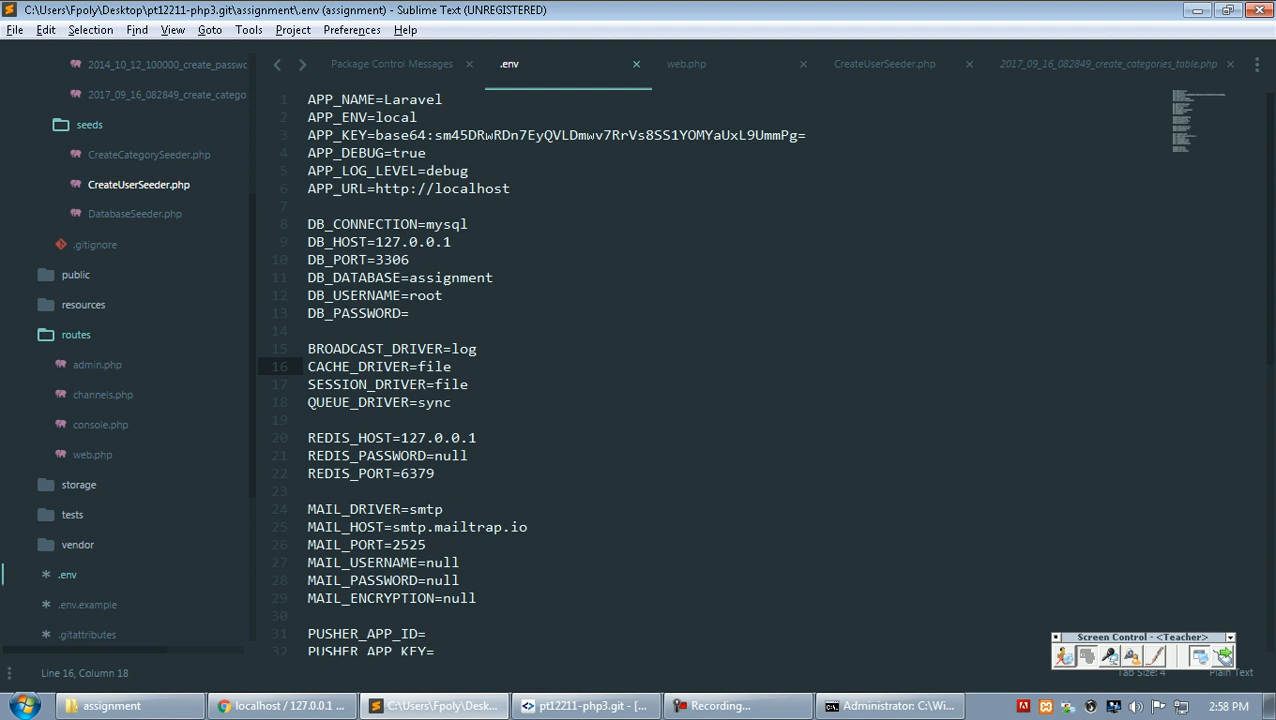 C:\Users\Fpoly\Desktop\pt12211-php3.git\assignment\.env (assignment) - Sublime Text (UNREGISTERED)
File Edit Selection Find View Goto Tools Project Preferences Help
2014_10_12_100000_create_passwo
2017_09_16_082849_create_catego
seeds
CreateCategorySeeder.php
CreateUserSeeder.php
DatabaseSeeder.php
.gitignore
public
resources
routes
admin.php
channels.php
console.php
web.php
storage
tests
vendor
.env
.env.example
.gitattributes
Package Control Messages .env web.php CreateUserSeeder.php 2017_09_16_082849_create_categories_table.php
1 APP_NAME=Laravel
2 APP_ENV=local
3 APP_KEY=base64:sm45DRwRDn7EyQVLDmwv7RrVs8SS1YOMYaUxL9UmmPg=
4 APP_DEBUG=true
5 APP_LOG_LEVEL=debug
6 APP_URL=http://localhost
7
8 DB_CONNECTION=mysql
9 DB_HOST=127.0.0.1
10 DB_PORT=3306
11 DB_DATABASE=assignment
12 DB_USERNAME=root
13 DB_PASSWORD=
14
15 BROADCAST_DRIVER=log
16 CACHE_DRIVER=file
17 SESSION_DRIVER=file
18 QUEUE_DRIVER=sync
19
20 REDIS_HOST=127.0.0.1
21 REDIS_PASSWORD=null
22 REDIS_PORT=6379
23
24 MAIL_DRIVER=smtp
25 MAIL_HOST=smtp.mailtrap.io
26 MAIL_PORT=2525
27 MAIL_USERNAME=null
28 MAIL_PASSWORD=null
29 MAIL_ENCRYPTION=null
30
31 PUSHER_APP_ID=
32 PUSHER_APP_KEY=
Screen Control - <Teacher>
Line 16, Column 18
Tab Size: 4 Plain Text
assignment
localhost / 127.0.0.1 ...
C:\Users\Fpoly\Desk...
pt12211-php3.git - [...
Recording...
Administrator: C:\Wi...
2:58 PM